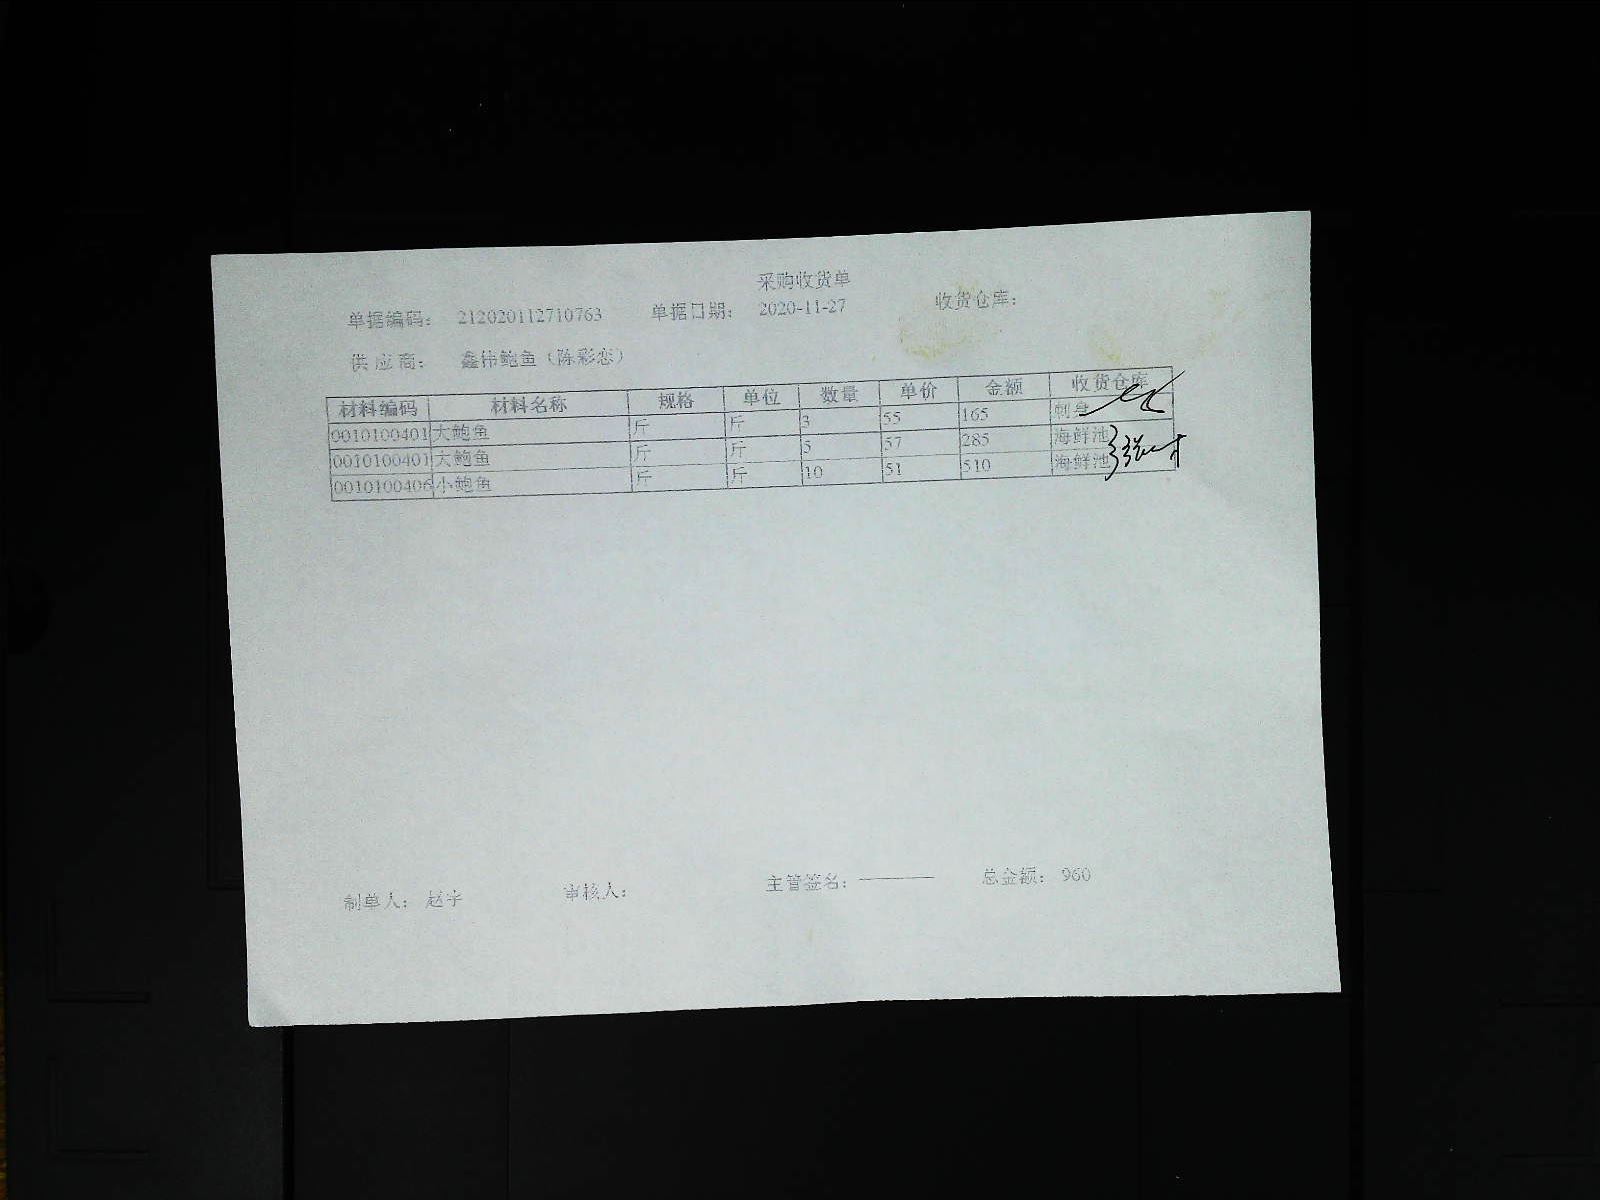 采购收货单
单据编码： 212020112710763 单据日期： 2020-11-27 收货仓库：
供 应 商： 鑫伟鲍鱼（陈彩恋）
材料编码 材料名称 规格 单位 数量 单价 金额 收货仓库
0010100401 大鲍鱼 斤 斤 3 55 165 刺身
0010100401 大鲍鱼 斤 斤 5 57 285 海鲜池
0010100406 小鲍鱼 斤 斤 10 51 510 海鲜池
制单人： 赵宇 审核人： 主管签名： 总金额： 960